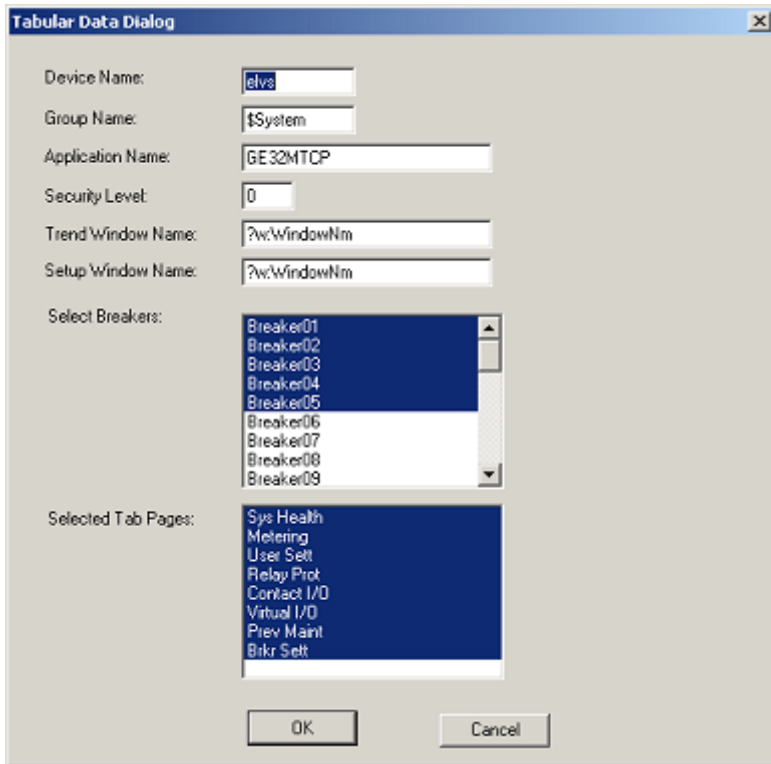 Tabular Data Dialog
Device Name: elvs
Group Name: $System
Application Name: GE32MTCP
Security Level: 0
Trend Window Name: ?w:WindowNm
Setup Window Name: ?w:WindowNm
Select Breakers:
Breaker01
Breaker02
Breaker03
Breaker04
Breaker05
Breaker06
Breaker07
Breaker08
Breaker09
Selected Tab Pages:
Sys Health
Metering
User Sett
Relay Prot
Contact I/O
Virtual I/O
Prev Maint
Brkr Sett
OK Cancel